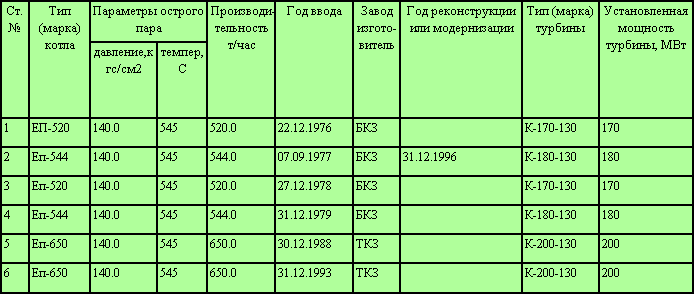 Ст. № Тип (марка) котла Параметры острого пара Производи-тельность т/час Год ввода Завод изгото-витель Год реконструкции или модернизации Тип (марка) турбины Установленная мощность турбины, МВт
давление,к гс/см2 темпер, С
1 ЕП-520 140.0 545 520.0 22.12.1976 БКЗ К-170-130 170
2 Еп-544 140.0 545 544.0 07.09.1977 БКЗ 31.12.1996 К-180-130 180
3 Еп-520 140.0 545 520.0 27.12.1978 БКЗ К-170-130 170
4 Еп-544 140.0 545 544.0 31.12.1979 БКЗ К-180-130 180
5 Еп-650 140.0 545 650.0 30.12.1988 ТКЗ К-200-130 200
6 Еп-650 140.0 545 650.0 31.12.1993 ТКЗ К-200-130 200